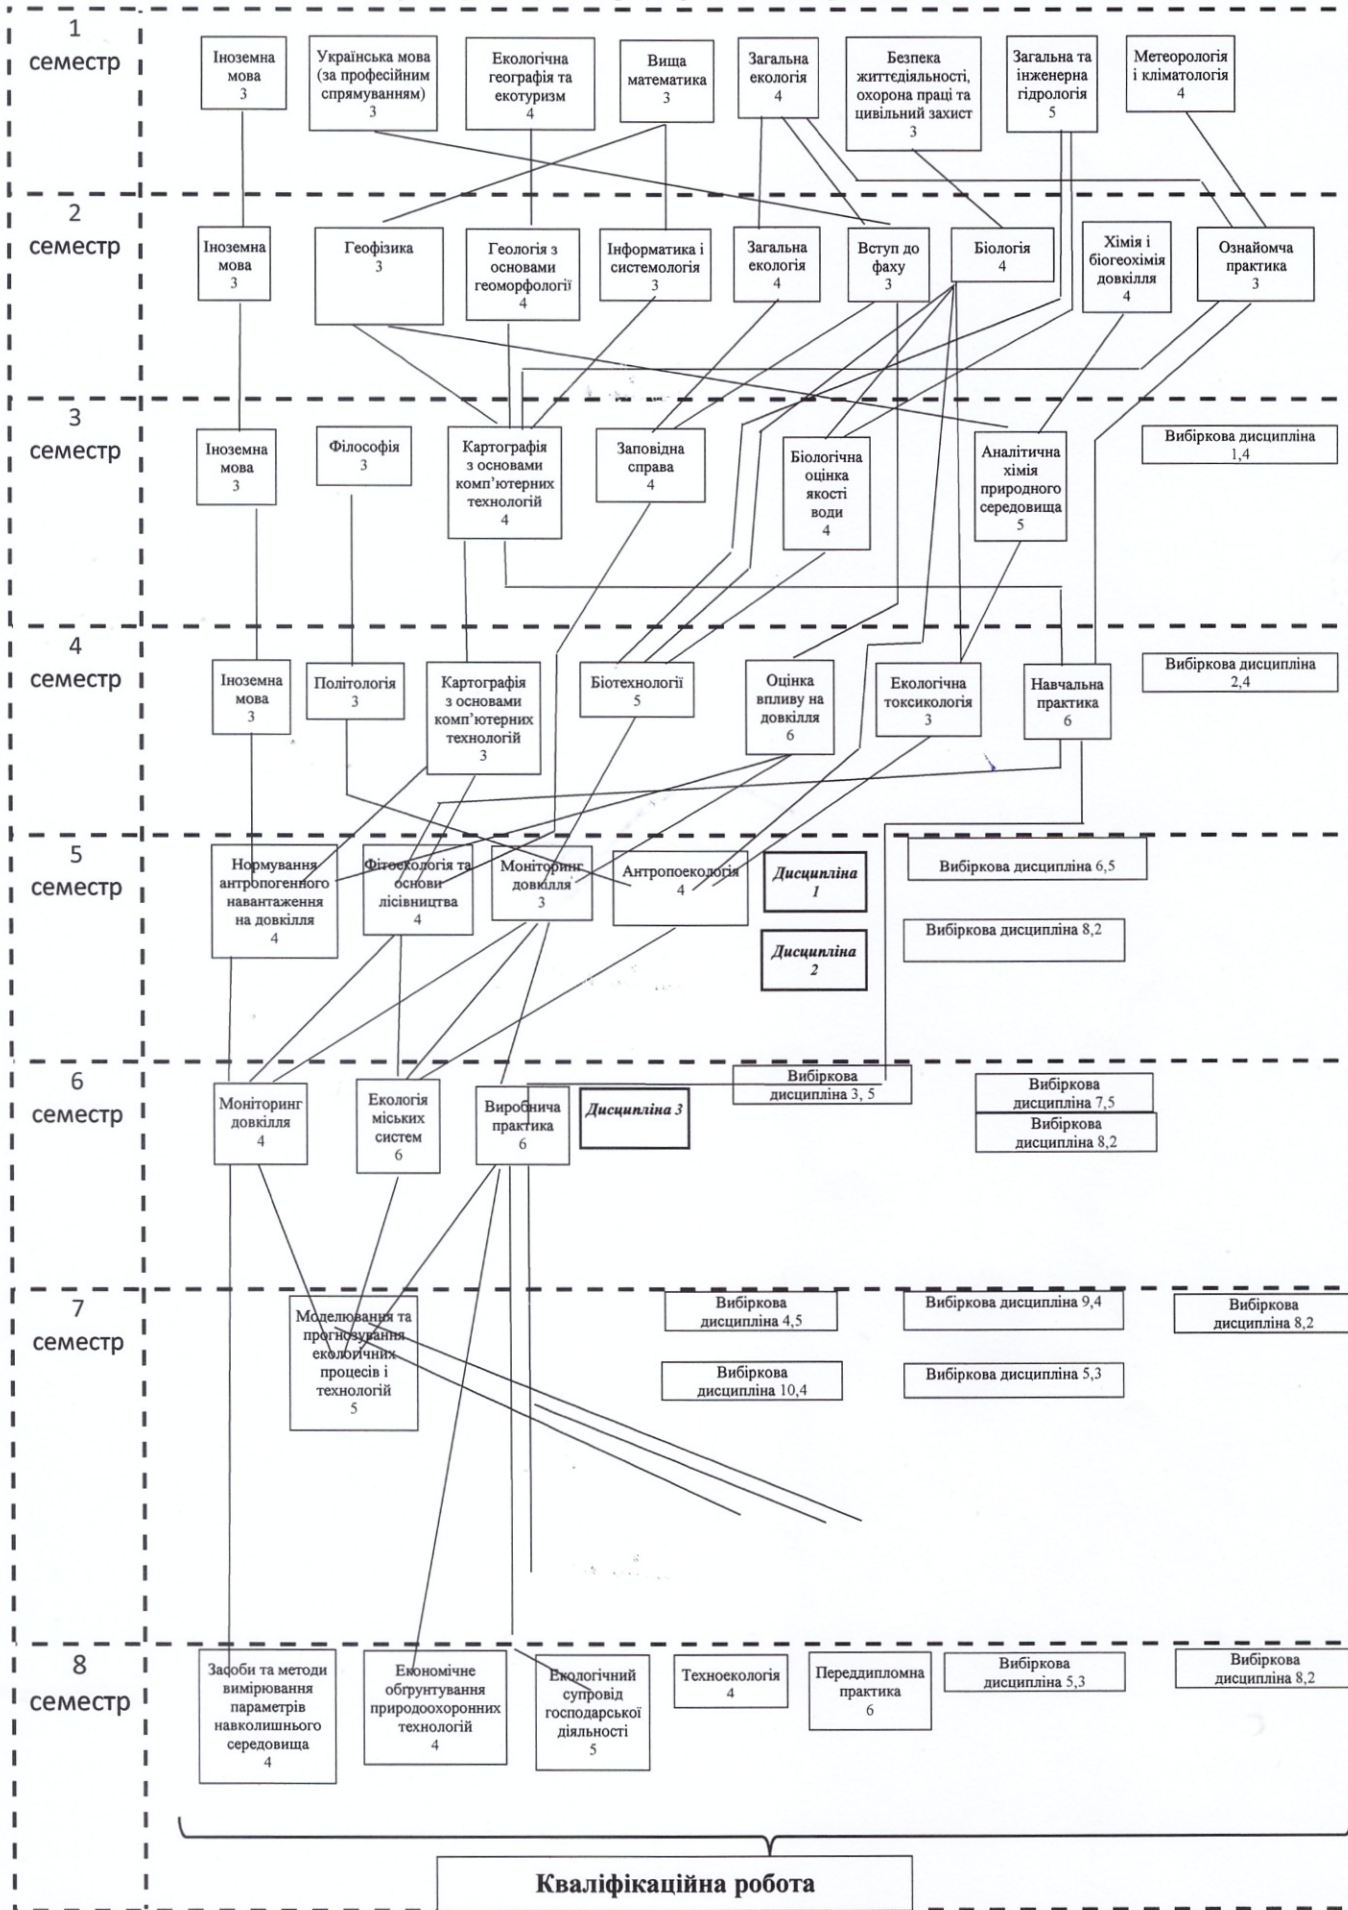 1
семестр
Іноземна
мова
3
Українська мова
(за професійним
спрямуванням)
3
Екологічна
географія та
екотуризм
4
Вища
математика
3
Загальна
екологія
4
Безпека
життєдіяльності,
охорона праці та
цивільний захист
3
Загальна та
інженерна
гідрологія
5
Метеорологія
і кліматологія
4
2
семестр
Іноземна
мова
3
Геофізика
3
Геологія з
основами
геоморфології
4
Інформатика і
системологія
3
Загальна
екологія
4
Вступ до
фаху
3
Біологія
4
Хімія і
біогеохімія
довкілля
4
Ознайомча
практика
3
3
семестр
Іноземна
мова
3
Філософія
3
Картографія
з основами
комп’ютерних
технологій
4
Заповідна
справа
4
Біологічна
оцінка
якості
води
4
Аналітична
хімія
природного
середовища
5
Вибіркова дисципліна
1,4
4
семестр
Іноземна
мова
3
Політологія
3
Картографія
з основами
комп’ютерних
технологій
3
Біотехнології
5
Оцінка
впливу на
довкілля
6
Екологічна
токсикологія
3
Навчальна
практика
6
Вибіркова дисципліна
2,4
5
семестр
Нормування
антропогенного
навантаження
на довкілля
4
Фітоекологія та
основи
лісівництва
4
Моніторинг
довкілля
3
Антропоекологія
4
Дисципліна
1
Дисципліна
2
Вибіркова дисципліна 6,5
Вибіркова дисципліна 8,2
6
семестр
Моніторинг
довкілля
4
Екологія
міських
систем
6
Виробнича
практика
6
Дисципліна 3
Вибіркова
дисципліна 3, 5
Вибіркова
дисципліна 7,5
Вибіркова
дисципліна 8,2
7
семестр
Моделювання та
прогнозування
екологічних
процесів і
технологій
5
Вибіркова
дисципліна 4,5
Вибіркова дисципліна 9,4
Вибіркова
дисципліна 8,2
Вибіркова
дисципліна 10,4
Вибіркова дисципліна 5,3
8
семестр
Засоби та методи
вимірювання
параметрів
навколишнього
середовища
4
Економічне
обґрунтування
природоохоронних
технологій
4
Екологічний
супровід
господарської
діяльності
5
Техноекологія
4
Переддипломна
практика
6
Вибіркова
дисципліна 5,3
Вибіркова
дисципліна 8,2
Кваліфікаційна робота